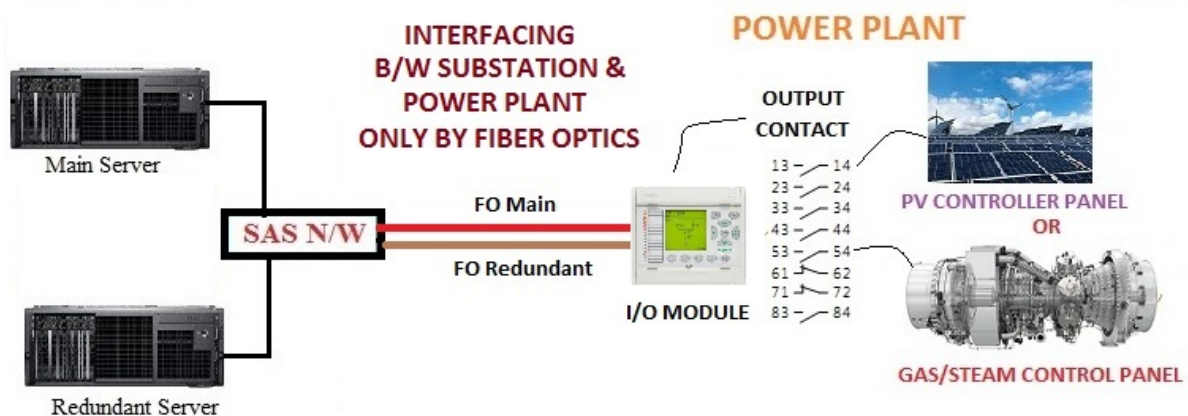 INTERFACING
B/W SUBSTATION &
POWER PLANT
ONLY BY FIBER OPTICS
POWER PLANT
Main Server
SAS N/W
Redundant Server
FO Main
FO Redundant
I/O MODULE
OUTPUT
CONTACT
13 14
23 24
33 34
43 44
53 54
61 62
71 72
83 84
PV CONTROLLER PANEL
OR
GAS/STEAM CONTROL PANEL